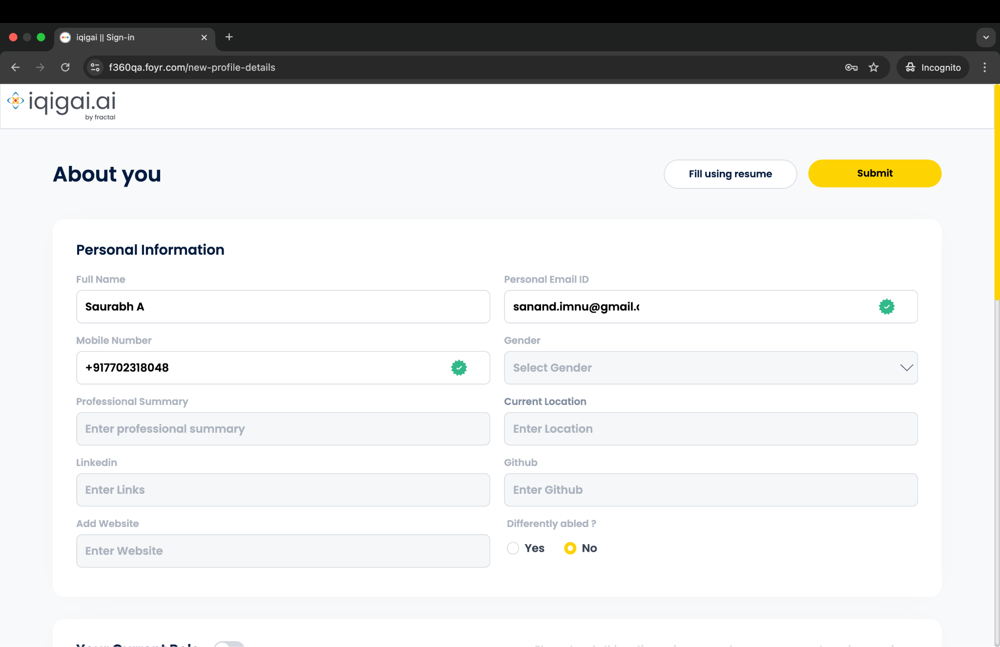 iqigai || Sign-in
f360qa.foyr.com/new-profile-details
Incognito
iqigai.ai
by fractal
About you
Fill using resume
Submit
Personal Information
Full Name
Personal Email ID
Saurabh A
sanand.imnu@gmail.c
Mobile Number
Gender
+917702318048
Select Gender
Professional Summary
Current Location
Enter professional summary
Enter Location
Linkedin
Github
Enter Links
Enter Github
Add Website
Differently abled ?
Enter Website
Yes
No
Your Current Role